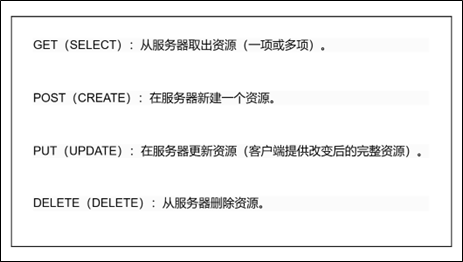 GET（SELECT）：从服务器取出资源（一项或多项）。
POST（CREATE）：在服务器新建一个资源。
PUT（UPDATE）：在服务器更新资源（客户端提供改变后的完整资源）。
DELETE（DELETE）：从服务器删除资源。